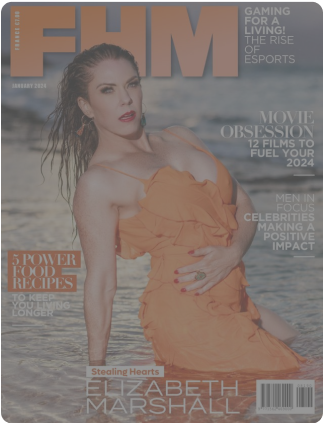 FHM
JANUARY 2024
GAMING
FOR A
LIVING!
THE RISE
OF
ESPORTS
MOVIE
OBSESSION
12 FILMS TO
FUEL YOUR
2024
MEN IN
FOCUS
CELEBRITIES
MAKING A
POSITIVE
IMPACT
5 POWER
FOOD
RECIPES
TO KEEP
YOU LIVING
LONGER
Stealing Hearts
ELIZABETH
MARSHALL